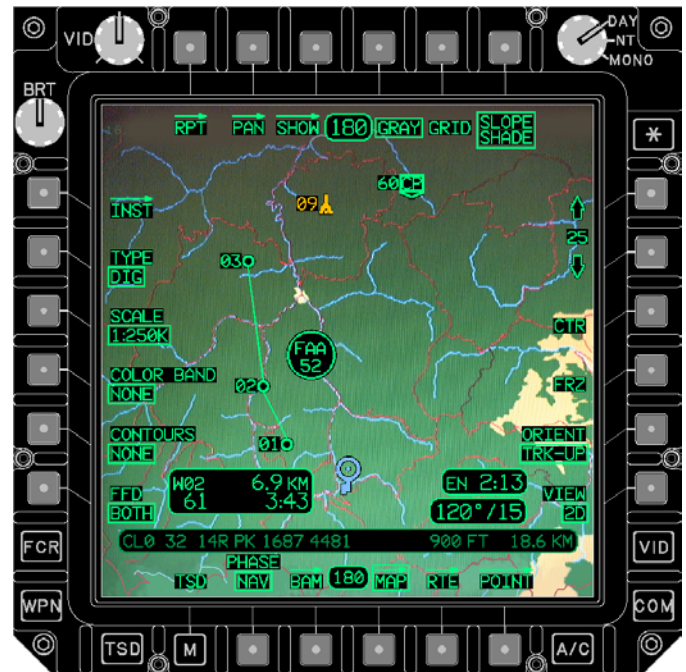 VID
DAY
NT
MONO
BRT
RPT PAN SHOW 180 GRAY GRID SLOPE
SHADE
*
60 CP
09
INST
25
TYPE
DIG
03
SCALE
1:250K
CTR
FAA
52
COLOR BAND
NONE
02
FRZ
CONTOURS
NONE
01
ORIENT
TRK-UP
W02 6.9 KM
61 3:43
EN 2:13
120°/15
FFD
BOTH
VIEW
2D
CL0 32 14R PK 1687 4481 900 FT 18.6 KM
FCR
VID
PHASE
TSD NAV BAM 180 MAP RTE POINT
WPN
COM
TSD M A/C